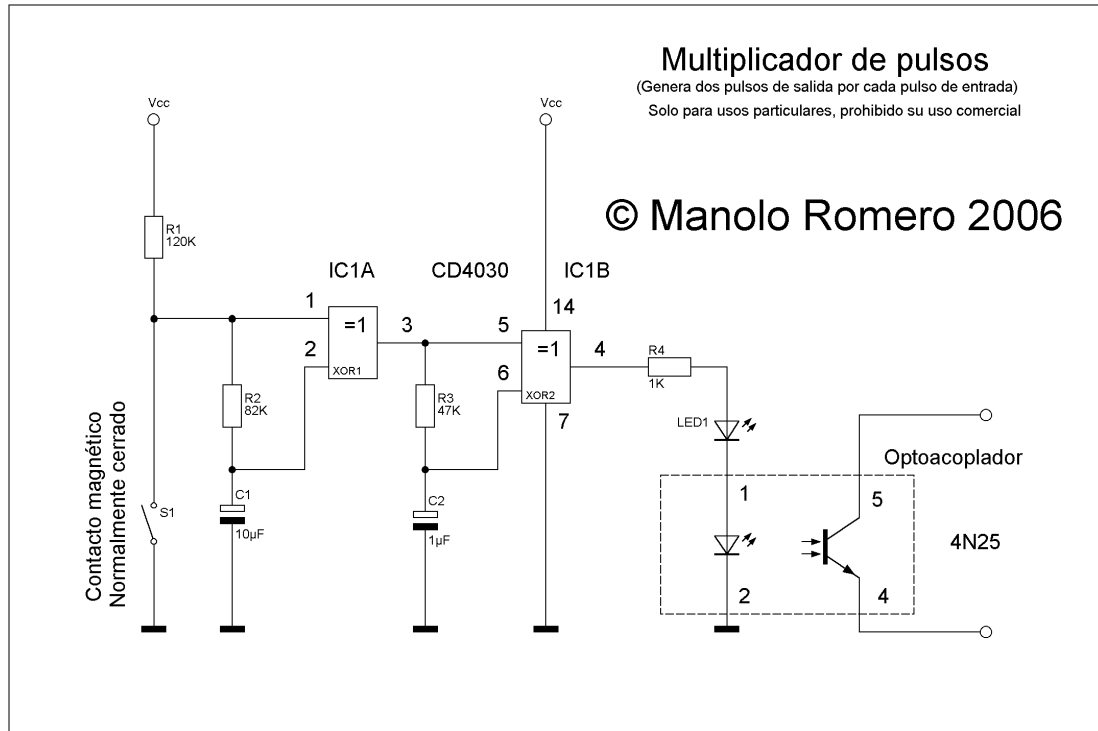 Multiplicador de pulsos
(Genera dos pulsos de salida por cada pulso de entrada)
Solo para usos particulares, prohibido su uso comercial
© Manolo Romero 2006
Vcc
Vcc
R1
120K
IC1A
CD4030
IC1B
14
1
=1
3
5
=1
4
R4
1K
2
XOR1
6
XOR2
7
R2
82K
R3
47K
LED1
Optoacoplador
Contacto magnético
Normalmente cerrado
S1
C1
10µF
C2
1µF
1
5
4N25
2
4